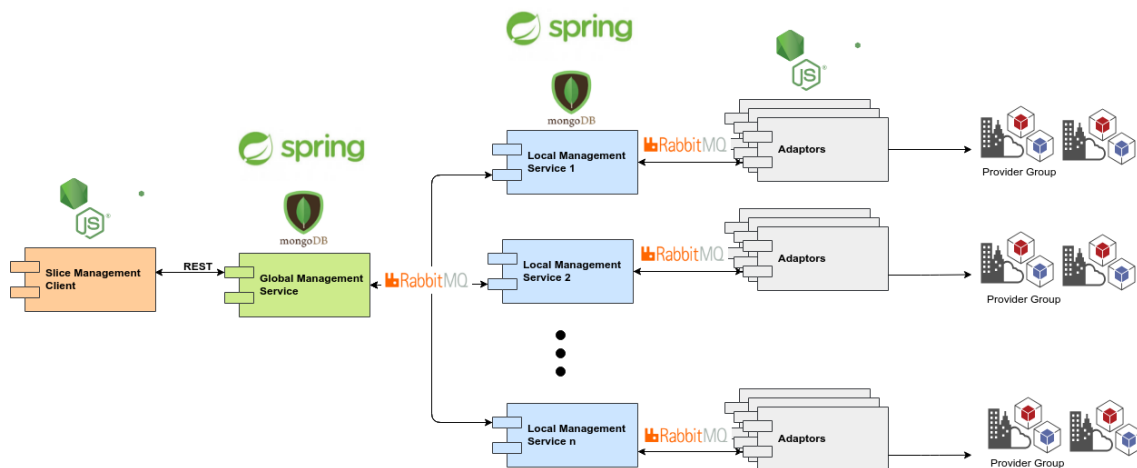 spring
JS
mongoDB
spring
Local Management
Service 1
RabbitMQ
Adaptors
Provider Group
JS
mongoDB
Slice Management
Client
REST
Global Management
Service
RabbitMQ
Local Management
Service 2
RabbitMQ
Adaptors
Provider Group
Local Management
Service n
RabbitMQ
Adaptors
Provider Group